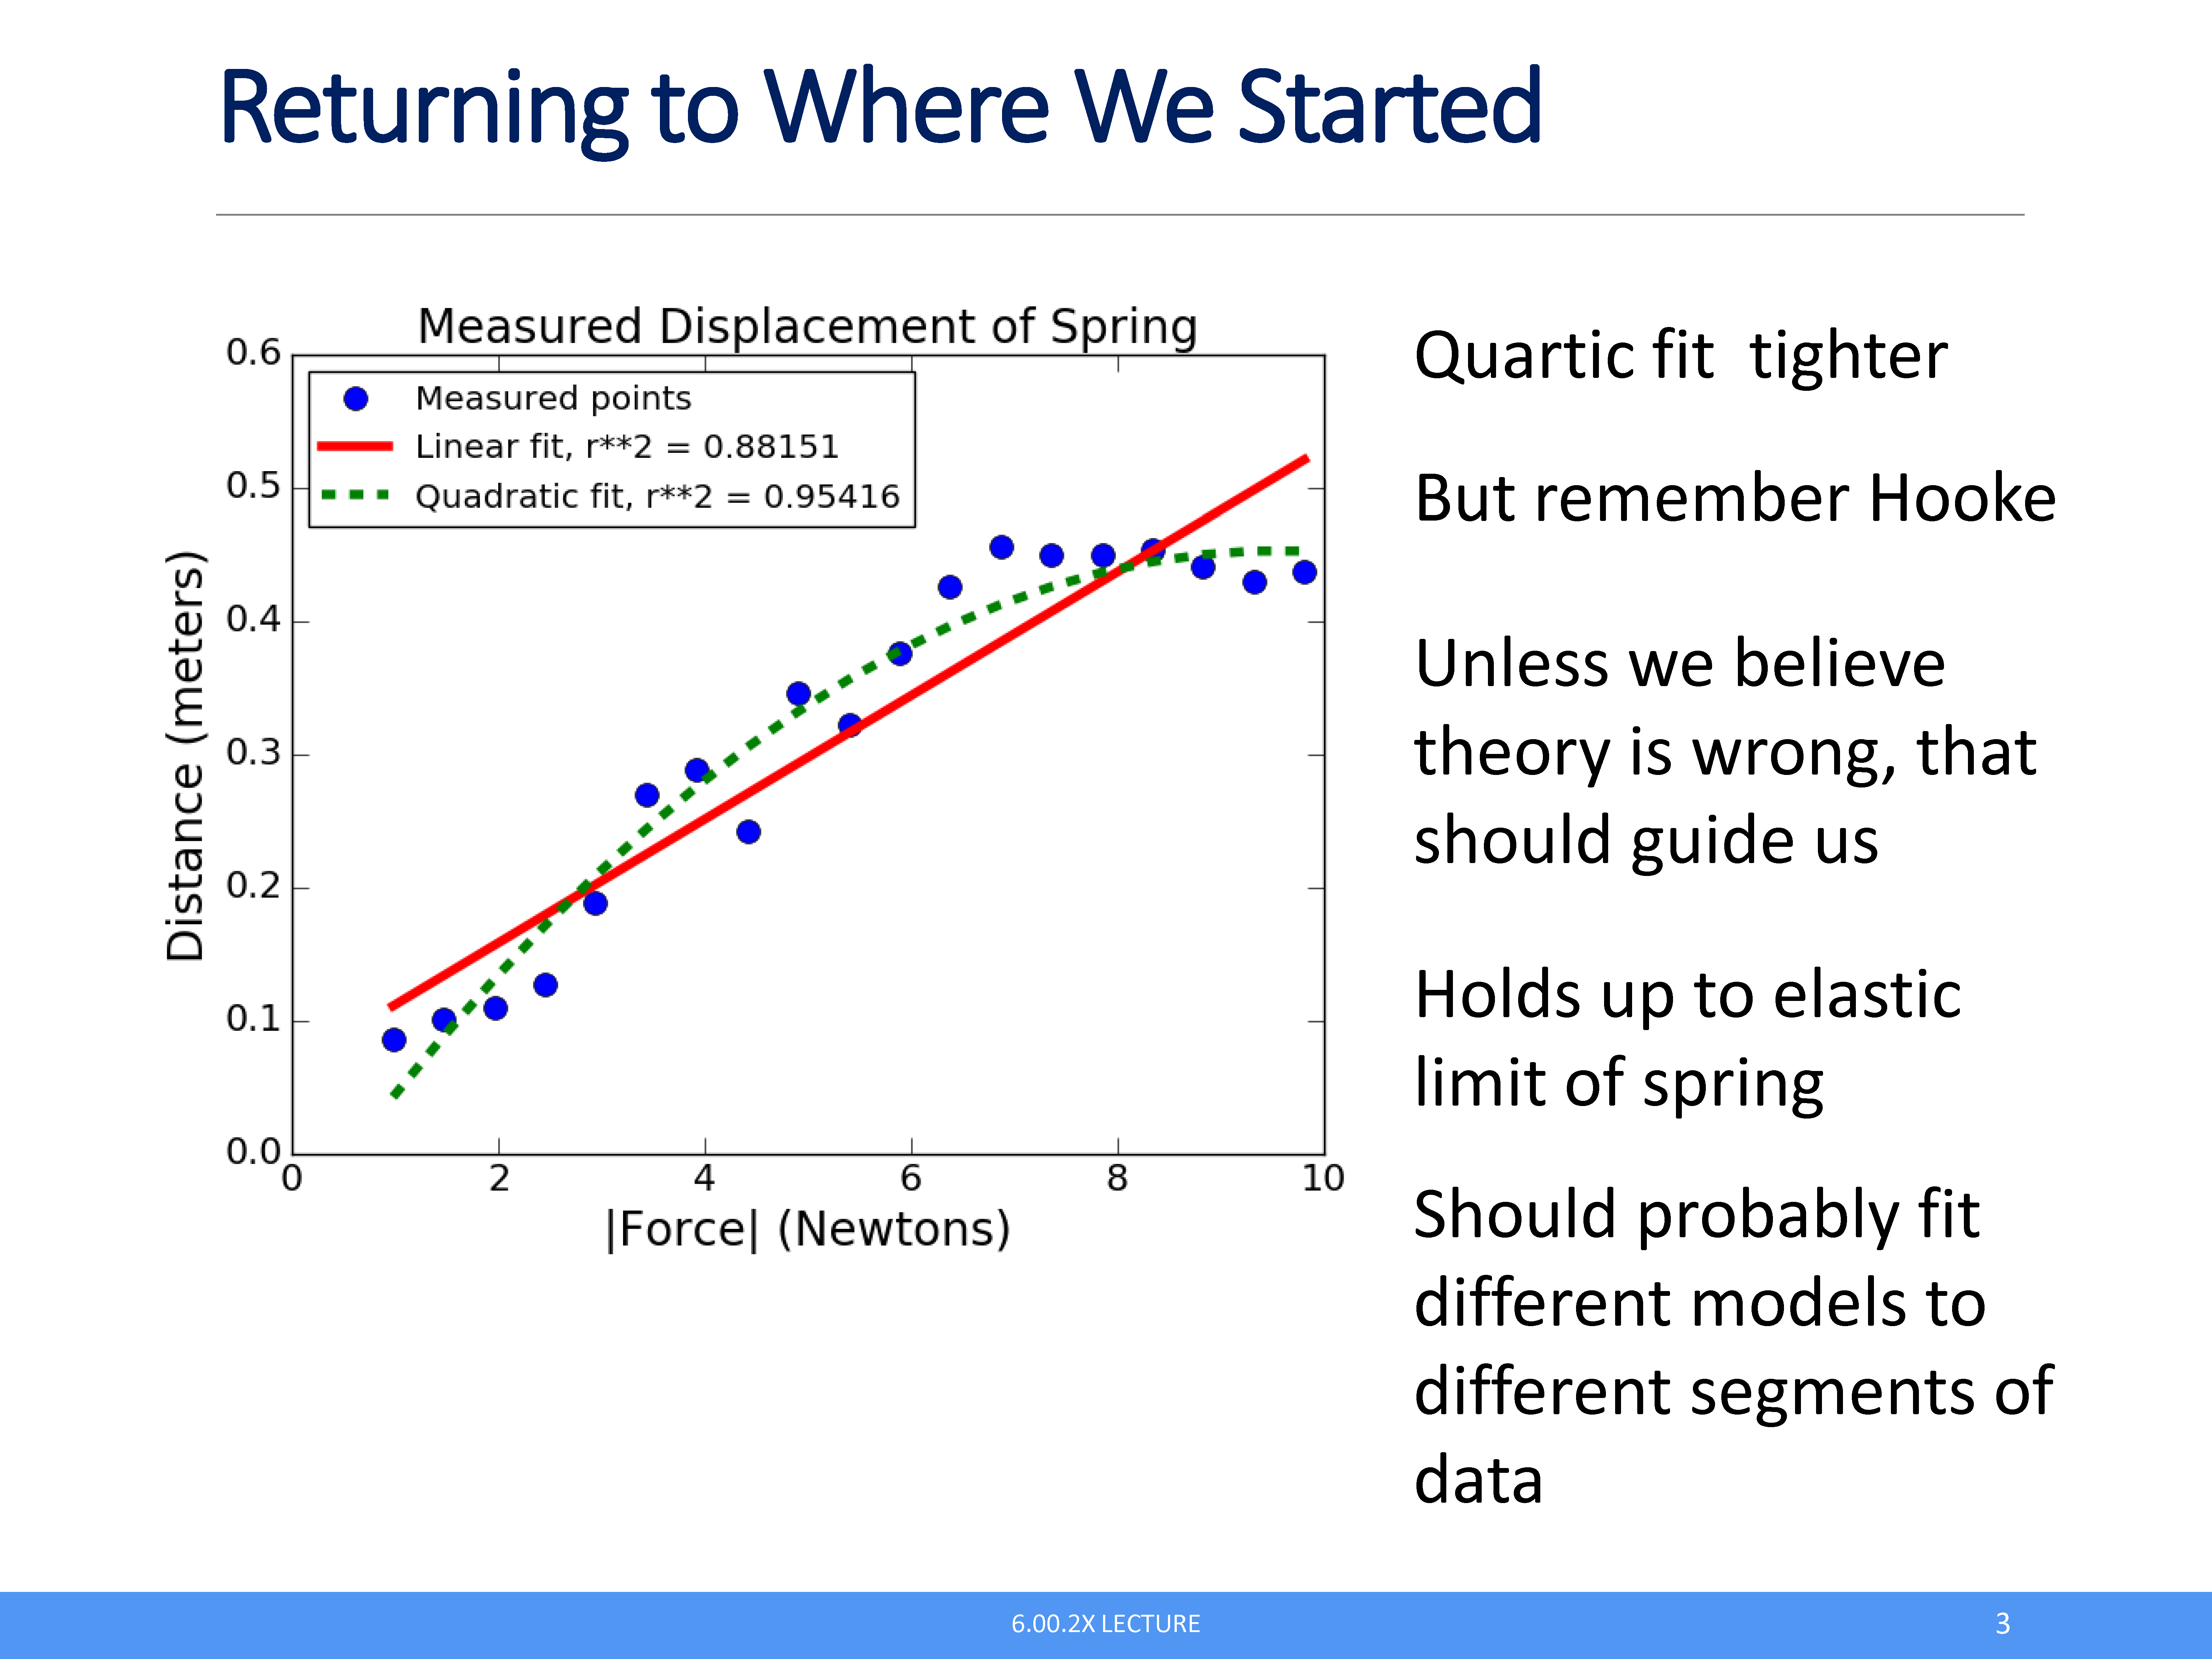 Returning to Where We Started
Measured Displacement of Spring
0.6
0.5
0.4
0.3
0.2
0.1
0.0
Distance (meters)
Measured points
Linear fit, r**2 = 0.88151
Quadratic fit, r**2 = 0.95416
0 2 4 6 8 10
|Force| (Newtons)
Quartic fit  tighter
But remember Hooke
Unless we believe
theory is wrong, that
should guide us
Holds up to elastic
limit of spring
Should probably fit
different models to
different segments of
data
6.00.2X LECTURE
3